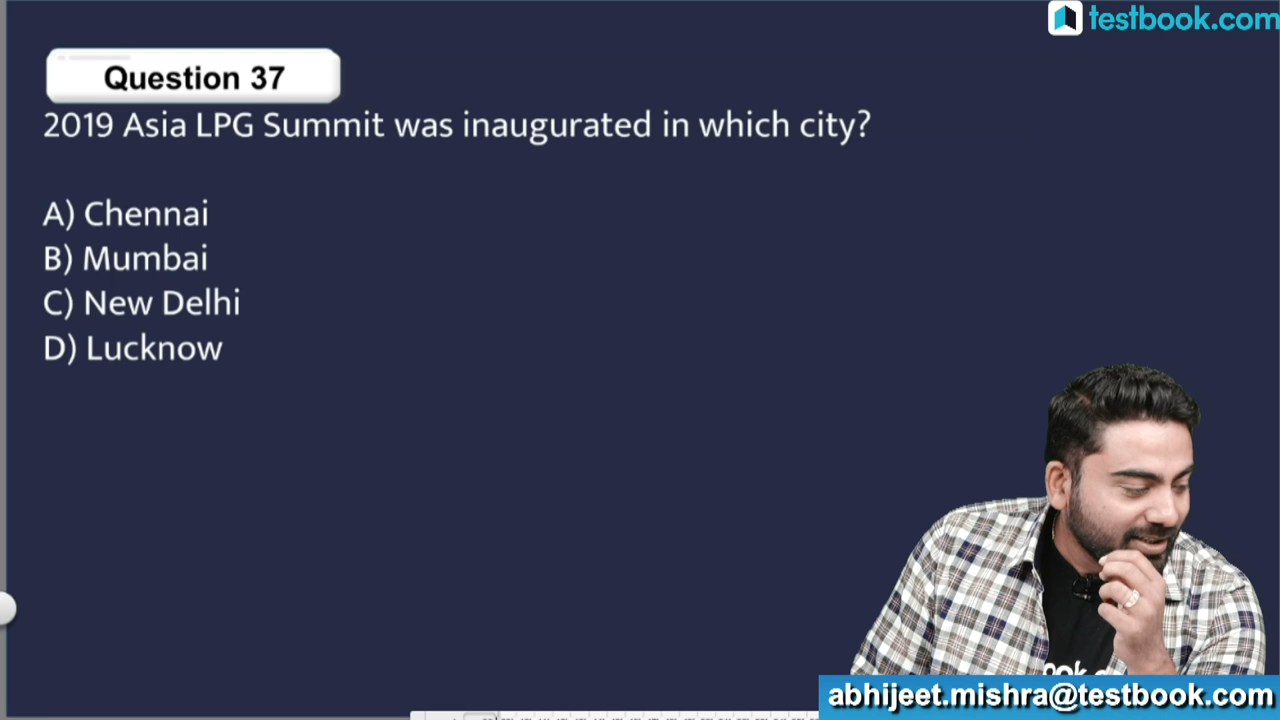 testbook.com
Question 37
2019 Asia LPG Summit was inaugurated in which city?
A) Chennai
B) Mumbai
C) New Delhi
D) Lucknow
abhijeet.mishra@testbook.com